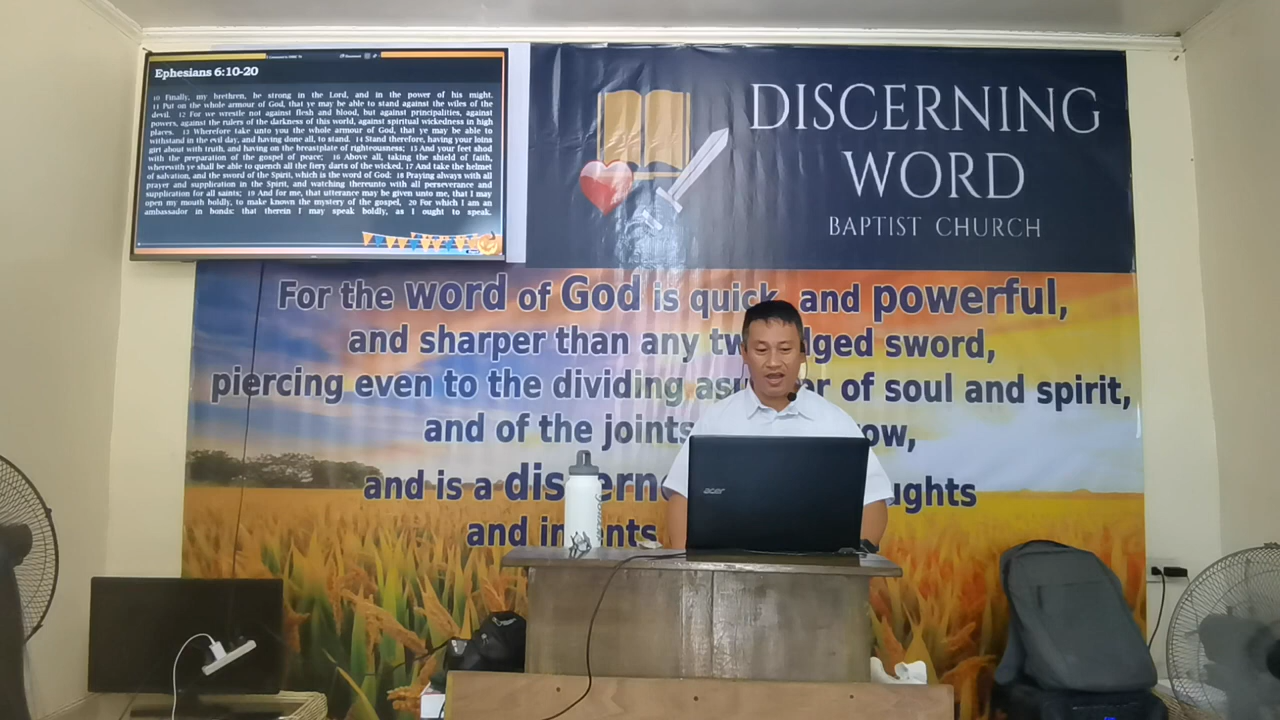 Ephesians 6:10-20
10 Finally, my brethren, be strong in the Lord, and in the power of his might.
11 Put on the whole armour of God, that ye may be able to stand against the wiles of the
devil. 12 For we wrestle not against flesh and blood, but against principalities, against
powers, against the rulers of the darkness of this world, against spiritual wickedness in high
places. 13 Wherefore take unto you the whole armour of God, that ye may be able to
withstand in the evil day, and having done all, to stand. 14 Stand therefore, having your loins
girt about with truth, and having on the breastplate of righteousness; 15 And your feet shod
with the preparation of the gospel of peace; 16 Above all, taking the shield of faith,
wherewith ye shall be able to quench all the fiery darts of the wicked. 17 And take the helmet
of salvation, and the sword of the Spirit, which is the word of God: 18 Praying always with all
prayer and supplication in the Spirit, and watching thereunto with all perseverance and
supplication for all saints; 19 And for me, that utterance may be given unto me, that I may
open my mouth boldly, to make known the mystery of the gospel, 20 For which I am an
ambassador in bonds: that therein I may speak boldly, as I ought to speak.
DISCERNING
WORD
BAPTIST CHURCH
For the word of God is quick, and powerful,
and sharper than any tw dged sword,
piercing even to the dividing asu er of soul and spirit,
and of the joints ow,
and is a discerne ughts
and intents
acer